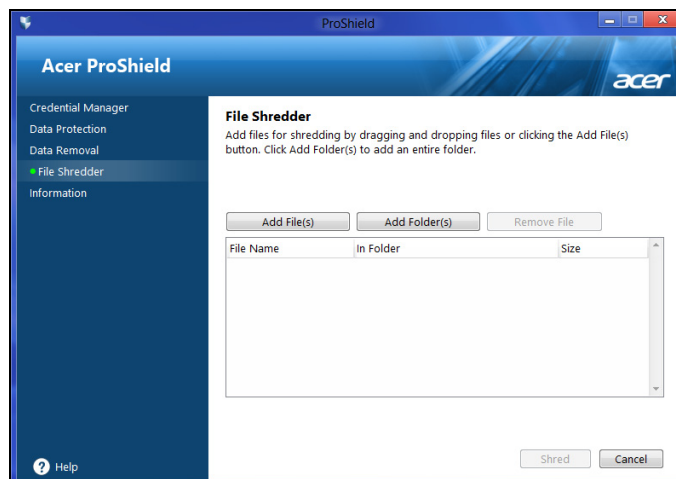 ProShield
Acer ProShield
acer
Credential Manager
Data Protection
Data Removal
File Shredder
Information
Help
File Shredder
Add files for shredding by dragging and dropping files or clicking the Add File(s)
button. Click Add Folder(s) to add an entire folder.
Add File(s) Add Folder(s) Remove File
File Name In Folder Size
Shred Cancel